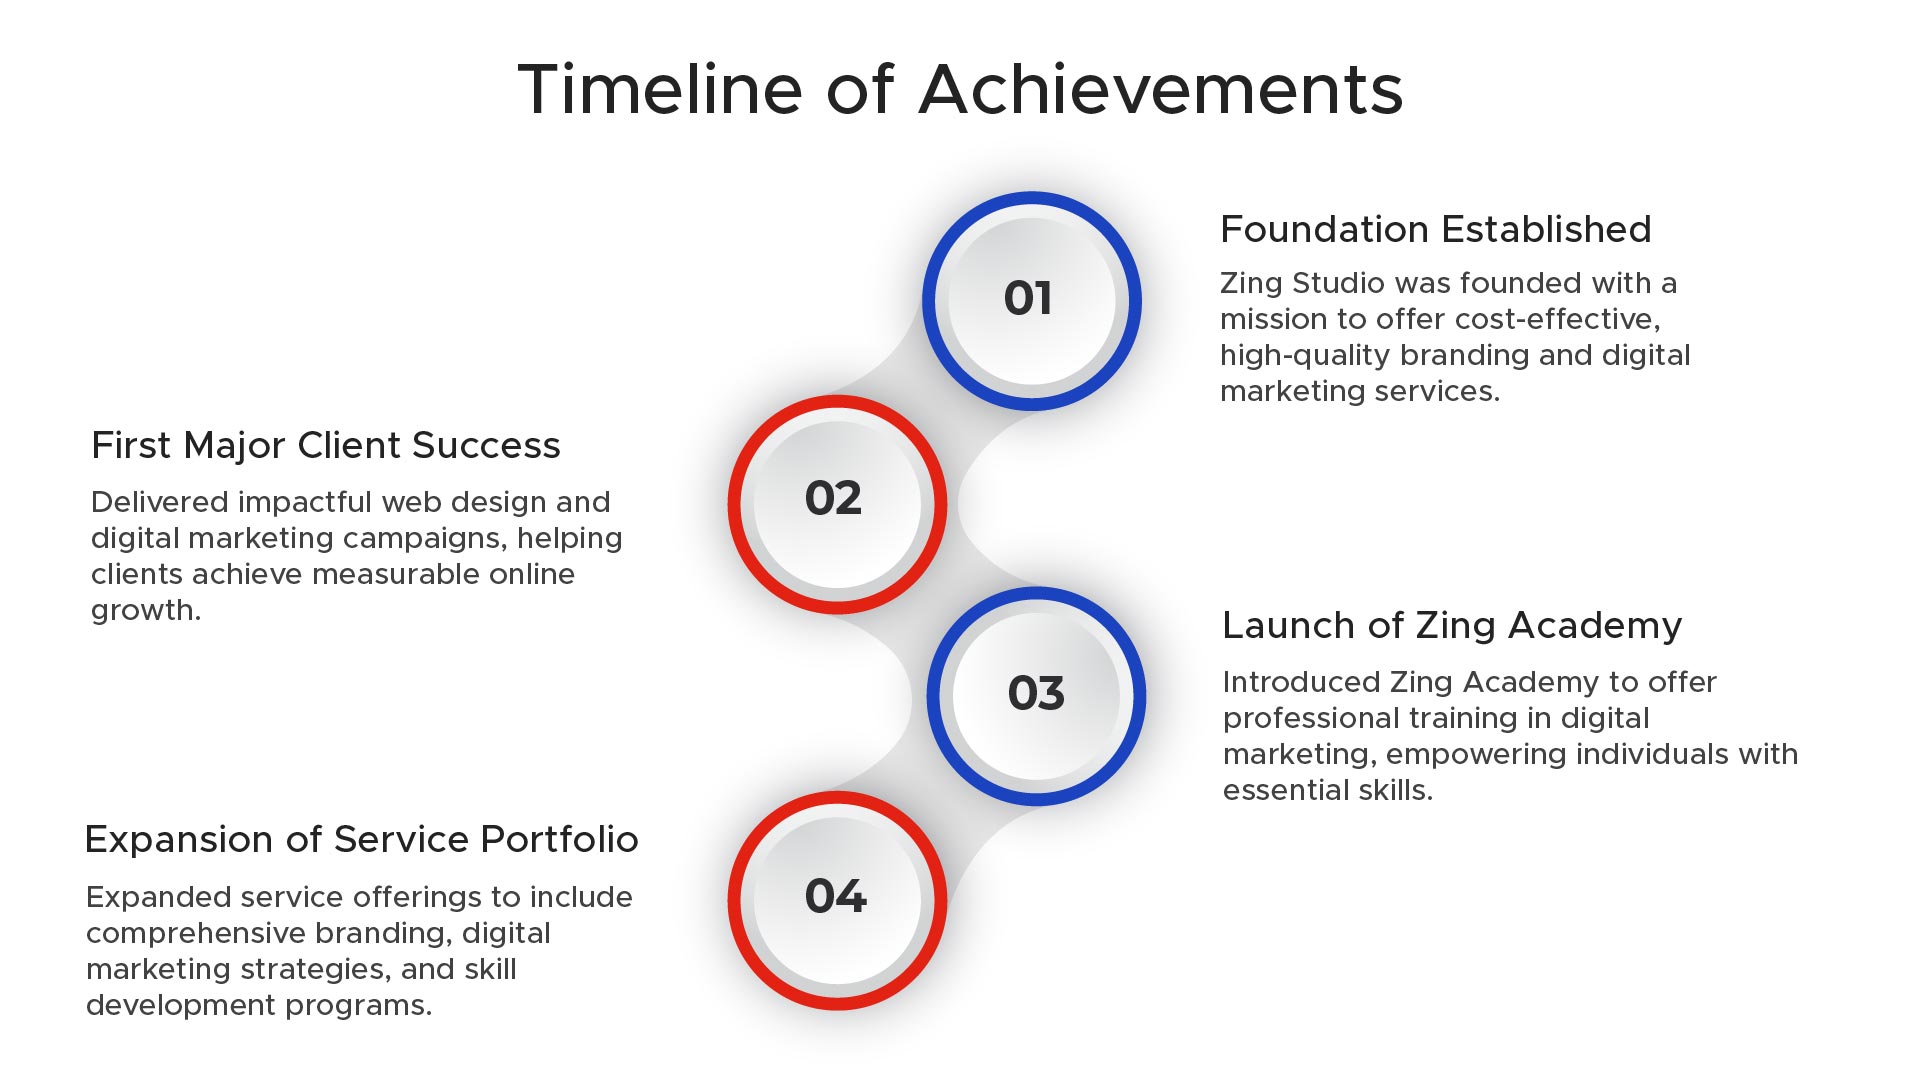 Timeline of Achievements
01
Foundation Established
Zing Studio was founded with a
mission to offer cost-effective,
high-quality branding and digital
marketing services.
First Major Client Success
Delivered impactful web design and
digital marketing campaigns, helping
clients achieve measurable online
growth.
02
03
Launch of Zing Academy
Introduced Zing Academy to offer
professional training in digital
marketing, empowering individuals with
essential skills.
Expansion of Service Portfolio
Expanded service offerings to include
comprehensive branding, digital
marketing strategies, and skill
development programs.
04